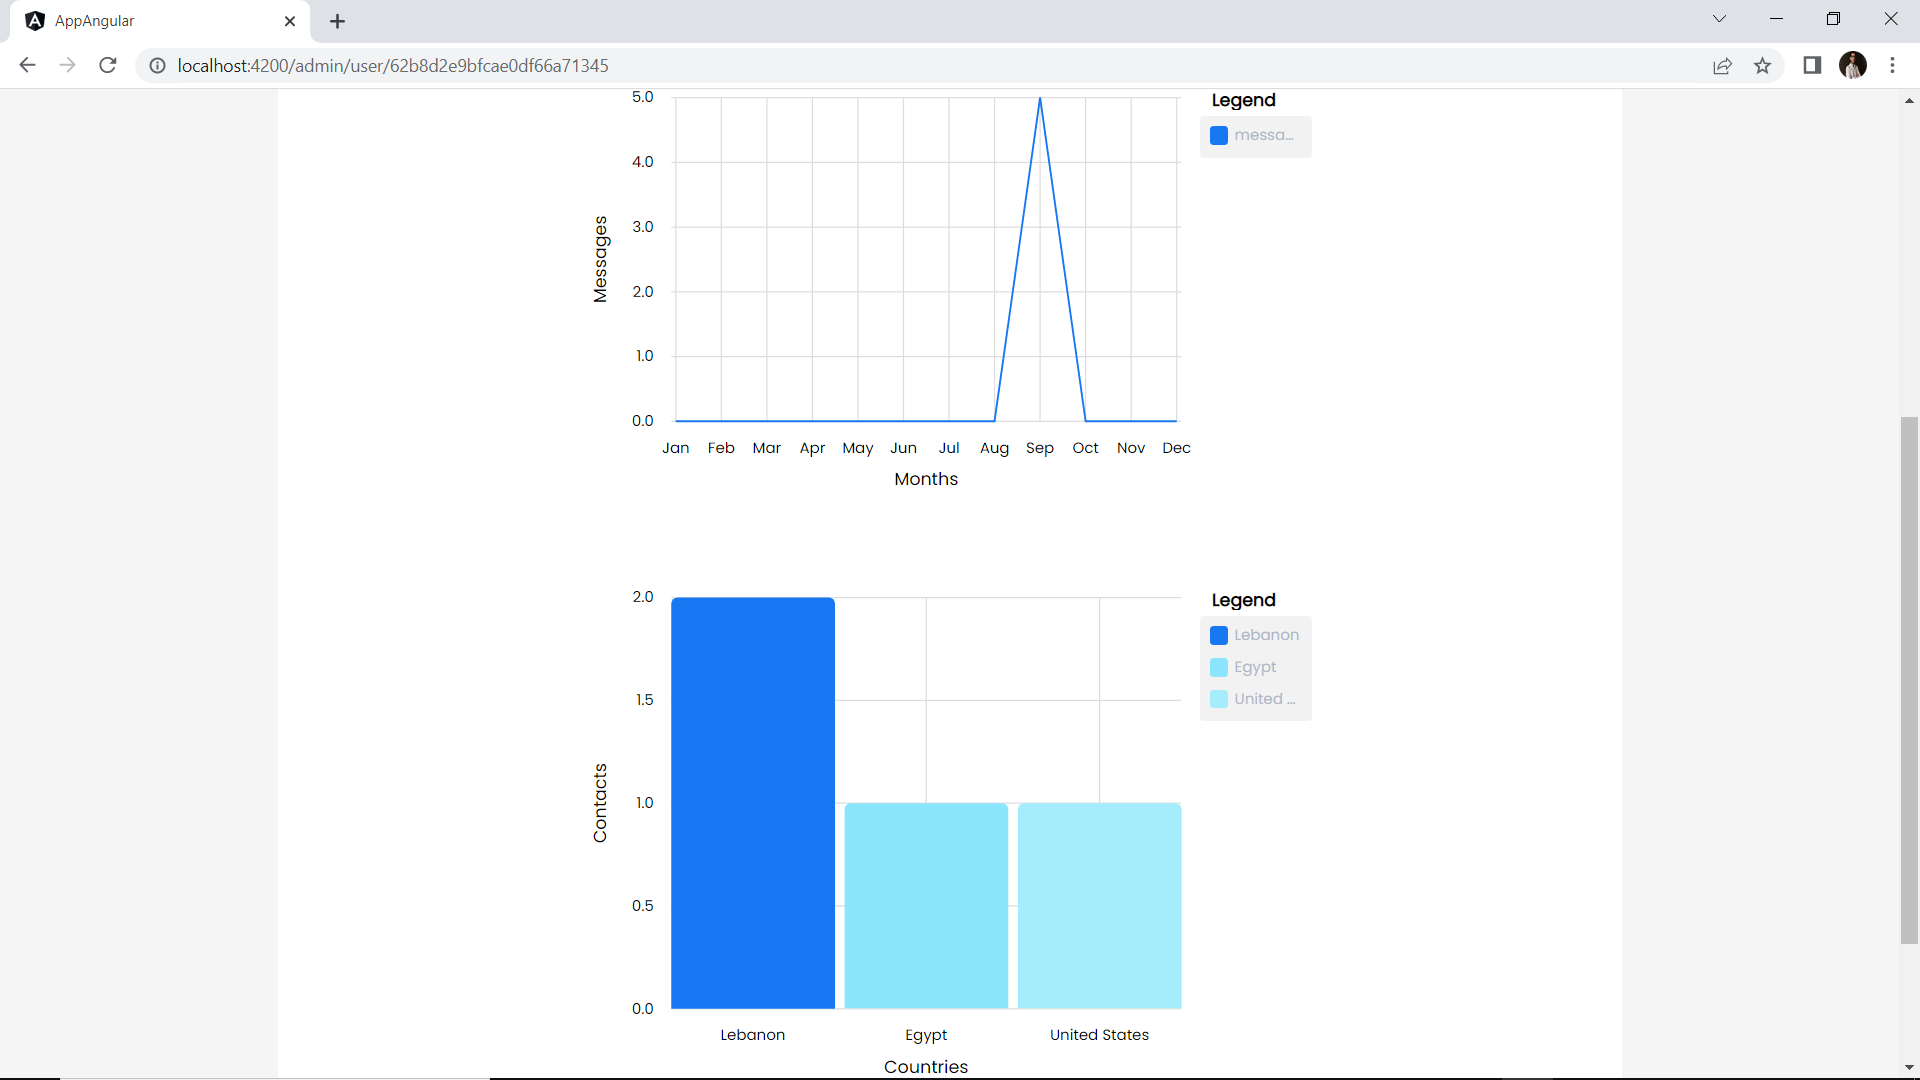 AppAngular
localhost:4200/admin/user/62b8d2e9bfcae0df66a71345
5.0
4.0
3.0
2.0
1.0
0.0
Messages
Jan Feb Mar Apr May Jun Jul Aug Sep Oct Nov Dec
Months
Legend
messa...
2.0
1.5
1.0
0.5
0.0
Contacts
Lebanon Egypt United States
Countries
Legend
Lebanon
Egypt
United ...